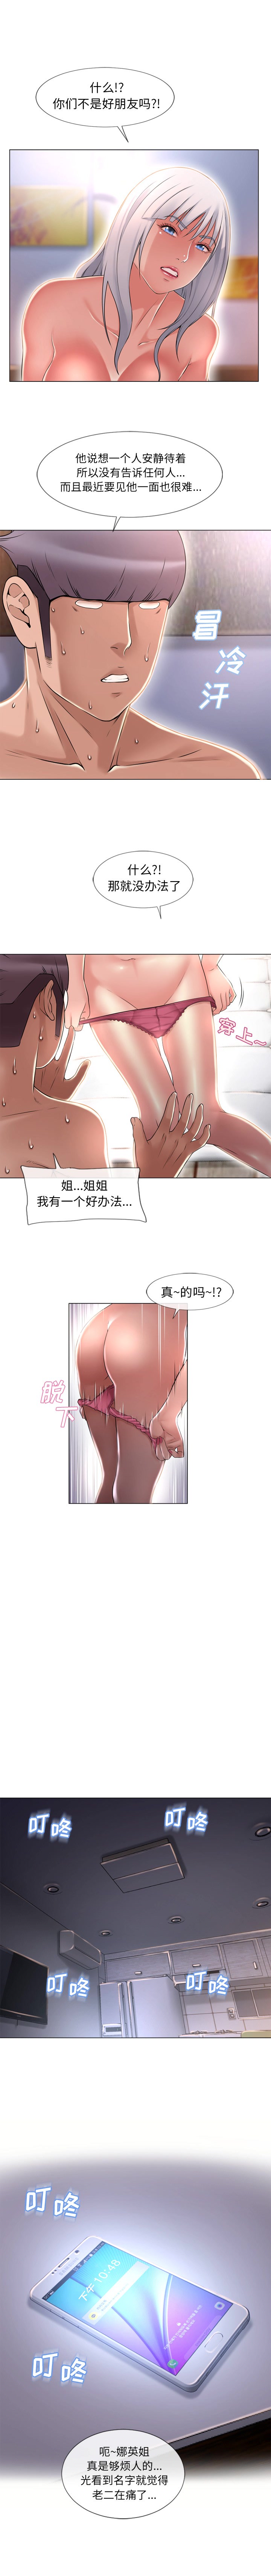 什么!?
你们不是好朋友吗?!
他说想一个人安静待着
所以没有告诉任何人...
而且最近要见他一面也很难...
冒
冷
汗
什么?!
那就没办法了
穿上~
姐...姐姐
我有一个好办法...
真~的吗~!?
脱
下
叮咚
叮咚
叮咚
叮咚
叮咚
下午10:48
叮咚
呃~娜英姐
真是够烦人的...
光看到名字就觉得
老二在痛了...